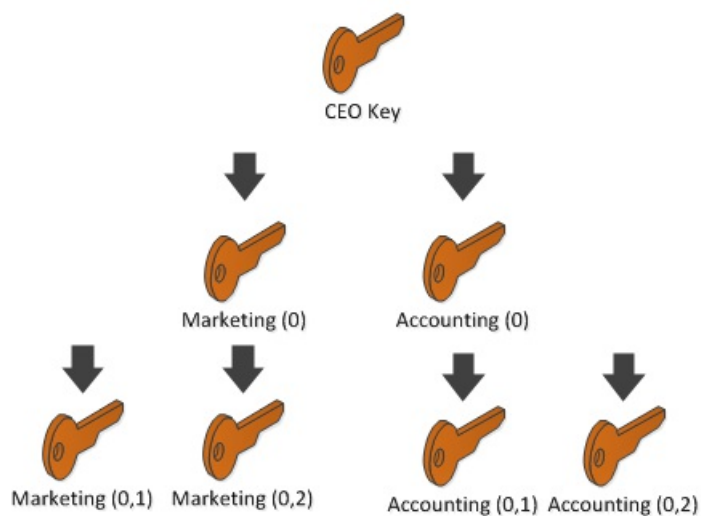 CEO Key
Marketing (0)
Accounting (0)
Marketing (0,1)
Marketing (0,2)
Accounting (0,1)
Accounting (0,2)